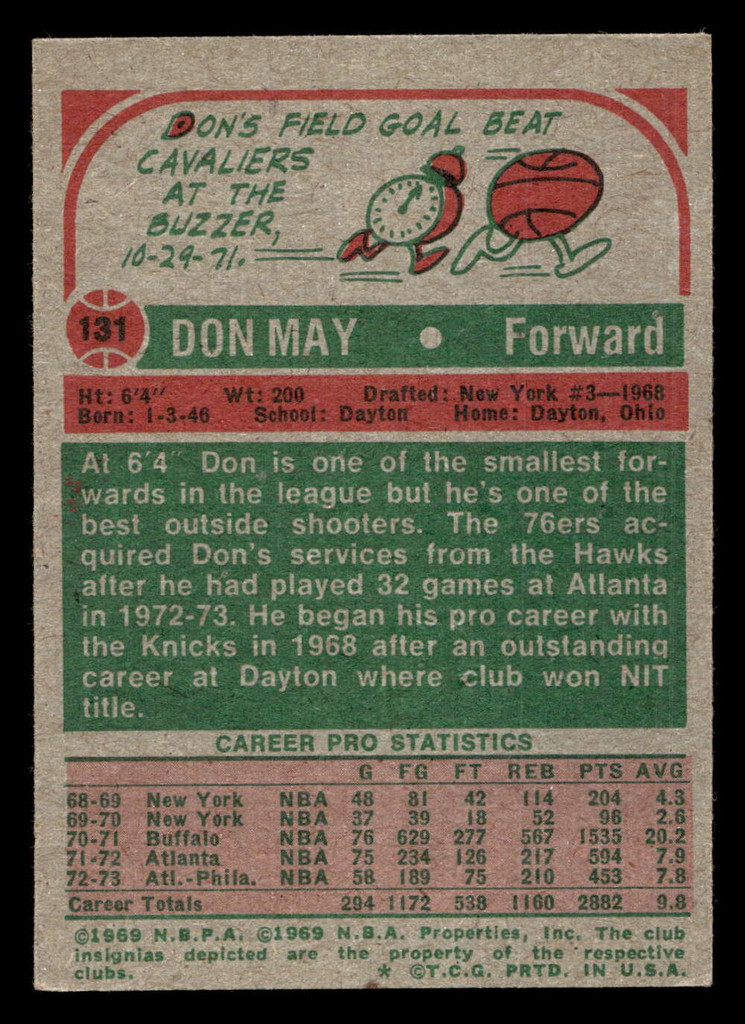 DON'S FIELD GOAL BEAT
CAVALIERS
AT THE
BUZZER,
10-29-71.
131 DON MAY • Forward
Ht: 6'4" Wt: 200 Drafted: New York #3—1968
Born: 1-3-46 School: Dayton Home: Dayton, Ohio
At 6'4" Don is one of the smallest for-
wards in the league but he's one of the
best outside shooters. The 76ers ac-
quired Don's services from the Hawks
after he had played 32 games at Atlanta
in 1972-73. He began his pro career with
the Knicks in 1968 after an outstanding
career at Dayton where club won NIT
title.
CAREER PRO STATISTICS
G FG FT REB PTS AVG
68-69 New York NBA 48 81 42 114 204 4.3
69-70 New York NBA 37 39 18 52 96 2.6
70-71 Buffalo NBA 76 629 277 567 1535 20.2
71-72 Atlanta NBA 75 234 126 217 594 7.9
72-73 Atl.-Phila. NBA 58 189 75 210 453 7.8
Career Totals 294 1172 538 1160 2882 9.8
©1969 N.B.P.A. ©1969 N.B.A. Properties, Inc. The club
insignias depicted are the property of the respective
clubs. * ©T.C.G. PRTD. IN U.S.A.